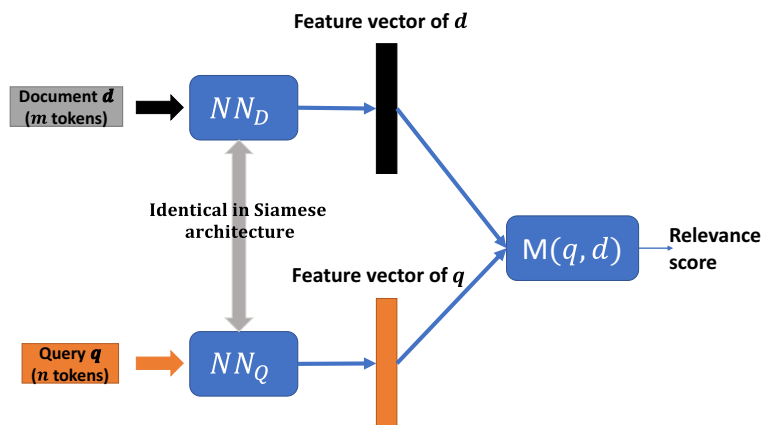 Feature vector of d
Document d
(m tokens)
NN_D
Identical in Siamese
architecture
M(q, d)
Relevance
score
Feature vector of q
Query q
(n tokens)
NN_Q